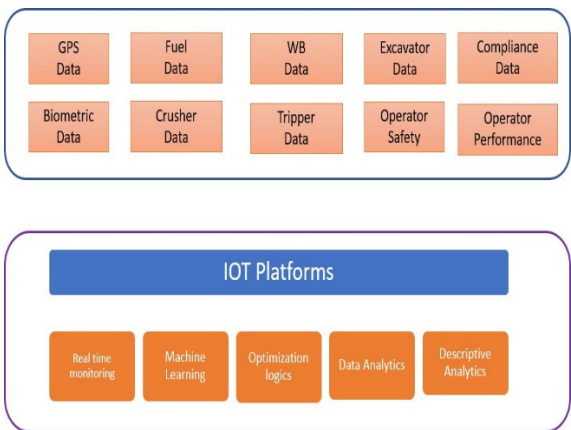 GPS
Data
Fuel
Data
WB
Data
Excavator
Data
Compliance
Data
Biometric
Data
Crusher
Data
Tripper
Data
Operator
Safety
Operator
Performance
IOT Platforms
Real time
monitoring
Machine
Learning
Optimization
logics
Data Analytics
Descriptive
Analytics